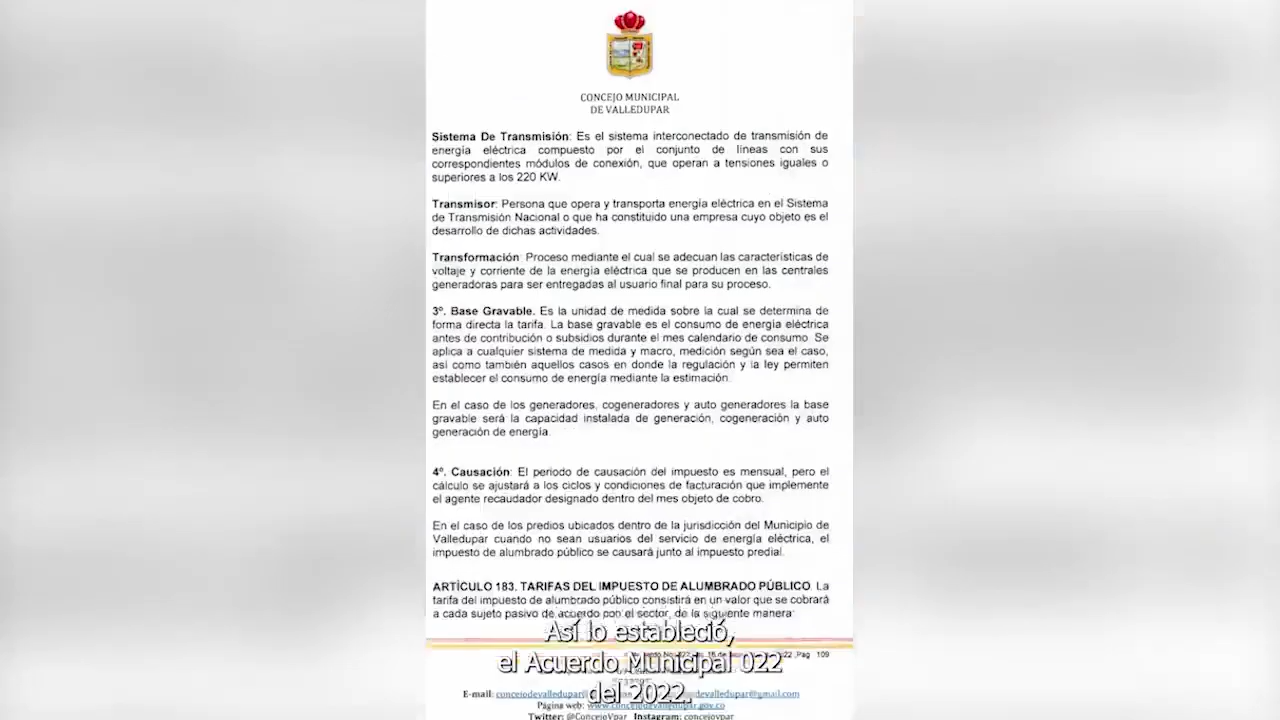 CONCEJO MUNICIPAL
DE VALLEDUPAR
Sistema De Transmisión: Es el sistema interconectado de transmisión de
energía eléctrica compuesto por el conjunto de líneas con sus
correspondientes módulos de conexión, que operan a tensiones iguales o
superiores a los 220 KW.
Transmisor: Persona que opera y transporta energía eléctrica en el Sistema
de Transmisión Nacional o que ha constituido una empresa cuyo objeto es el
desarrollo de dichas actividades.
Transformación Proceso mediante el cual se adecuan las características de
voltaje y corriente de la energía eléctrica que se producen en las centrales
generadoras para ser entregadas al usuario final para su proceso.
3º. Base Gravable. Es la unidad de medida sobre la cual se determina de
forma directa la tarifa. La base gravable es el consumo de energía eléctrica
antes de contribución o subsidios durante el mes calendario de consumo Se
aplica a cualquier sistema de medida y macro, medición según sea el caso,
así como también aquellos casos en donde la regulación y la ley permiten
establecer el consumo de energía mediante la estimación.
En el caso de los generadores, cogeneradores y auto generadores la base
gravable será la capacidad instalada de generación, cogeneración y auto
generación de energía.
4º. Causación: El periodo de causación del impuesto es mensual, pero el
cálculo se ajustará a los ciclos y condiciones de facturación que implemente
el agente recaudador designado dentro del mes objeto de cobro.
En el caso de los predios ubicados dentro de la jurisdicción del Municipio de
Valledupar cuando no sean usuarios del servicio de energía eléctrica, el
impuesto de alumbrado público se causará junto al impuesto predial.
ARTÍCULO 183. TARIFAS DEL IMPUESTO DE ALUMBRADO PÚBLICO La
tarifa del impuesto de alumbrado público consistirá en un valor que se cobrará
a cada sujeto pasivo de acuerdo por el sector, de la siguiente manera:
Así lo estableció,
Pag 109
el Acuerdo Municipal 022
del 2022.
E-mail: concejodevalledupar@ devalledupar@gmail.com
Página web: www.concejodevalledupar.gov.co
Twitter: @ConcejoVpar Instagram: concejovpar